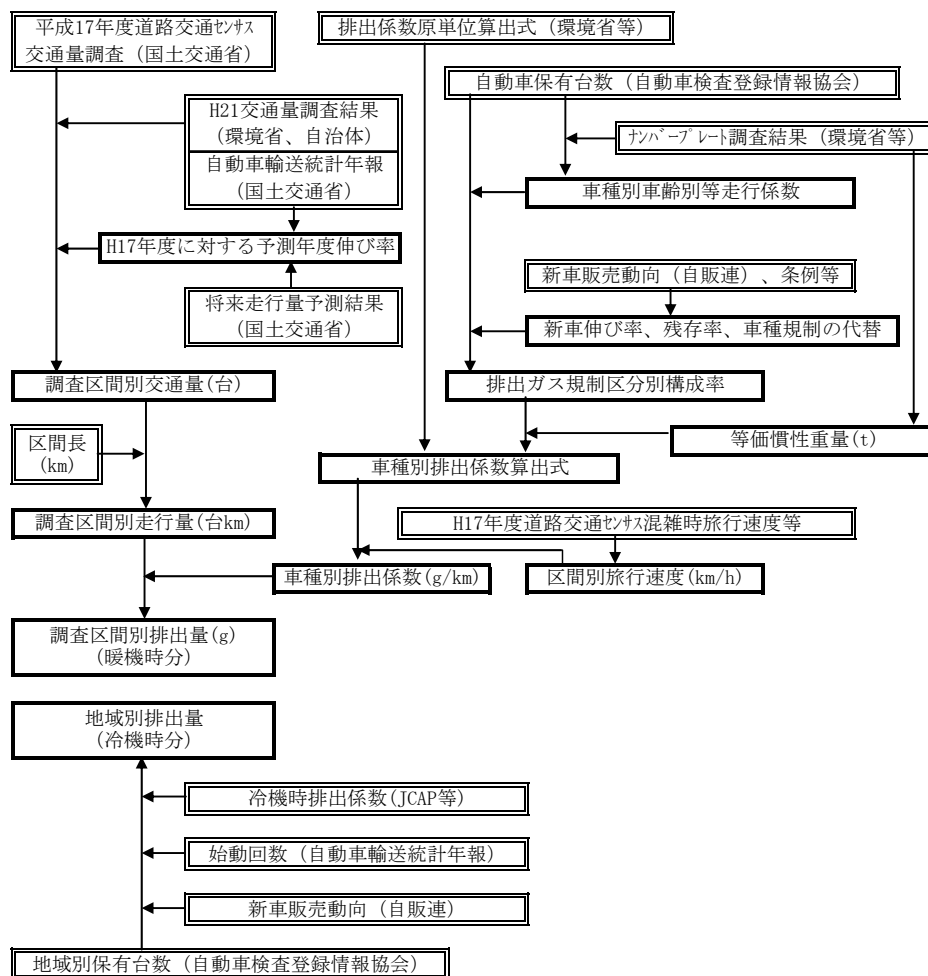 平成17年度道路交通ｾﾝｻｽ
交通量調査（国土交通省）
排出係数原単位算出式（環境省等）
自動車保有台数（自動車検査登録情報協会）
H21交通量調査結果
（環境省、自治体）
ﾅﾝﾊﾞｰﾌﾟﾚｰﾄ調査結果（環境省等）
自動車輸送統計年報
（国土交通省）
車種別車齢別等走行係数
H17年度に対する予測年度伸び率
新車販売動向（自販連）、条例等
将来走行量予測結果
（国土交通省）
新車伸び率、残存率、車種規制の代替
調査区間別交通量(台)
排出ガス規制区分別構成率
区間長
(km)
等価慣性重量(t)
車種別排出係数算出式
調査区間別走行量(台km)
H17年度道路交通ｾﾝｻｽ混雑時旅行速度等
車種別排出係数(g/km)
区間別旅行速度(km/h)
調査区間別排出量(g)
(暖機時分)
地域別排出量
(冷機時分)
冷機時排出係数(JCAP等)
始動回数（自動車輸送統計年報）
新車販売動向（自販連）
地域別保有台数（自動車検査登録情報協会）